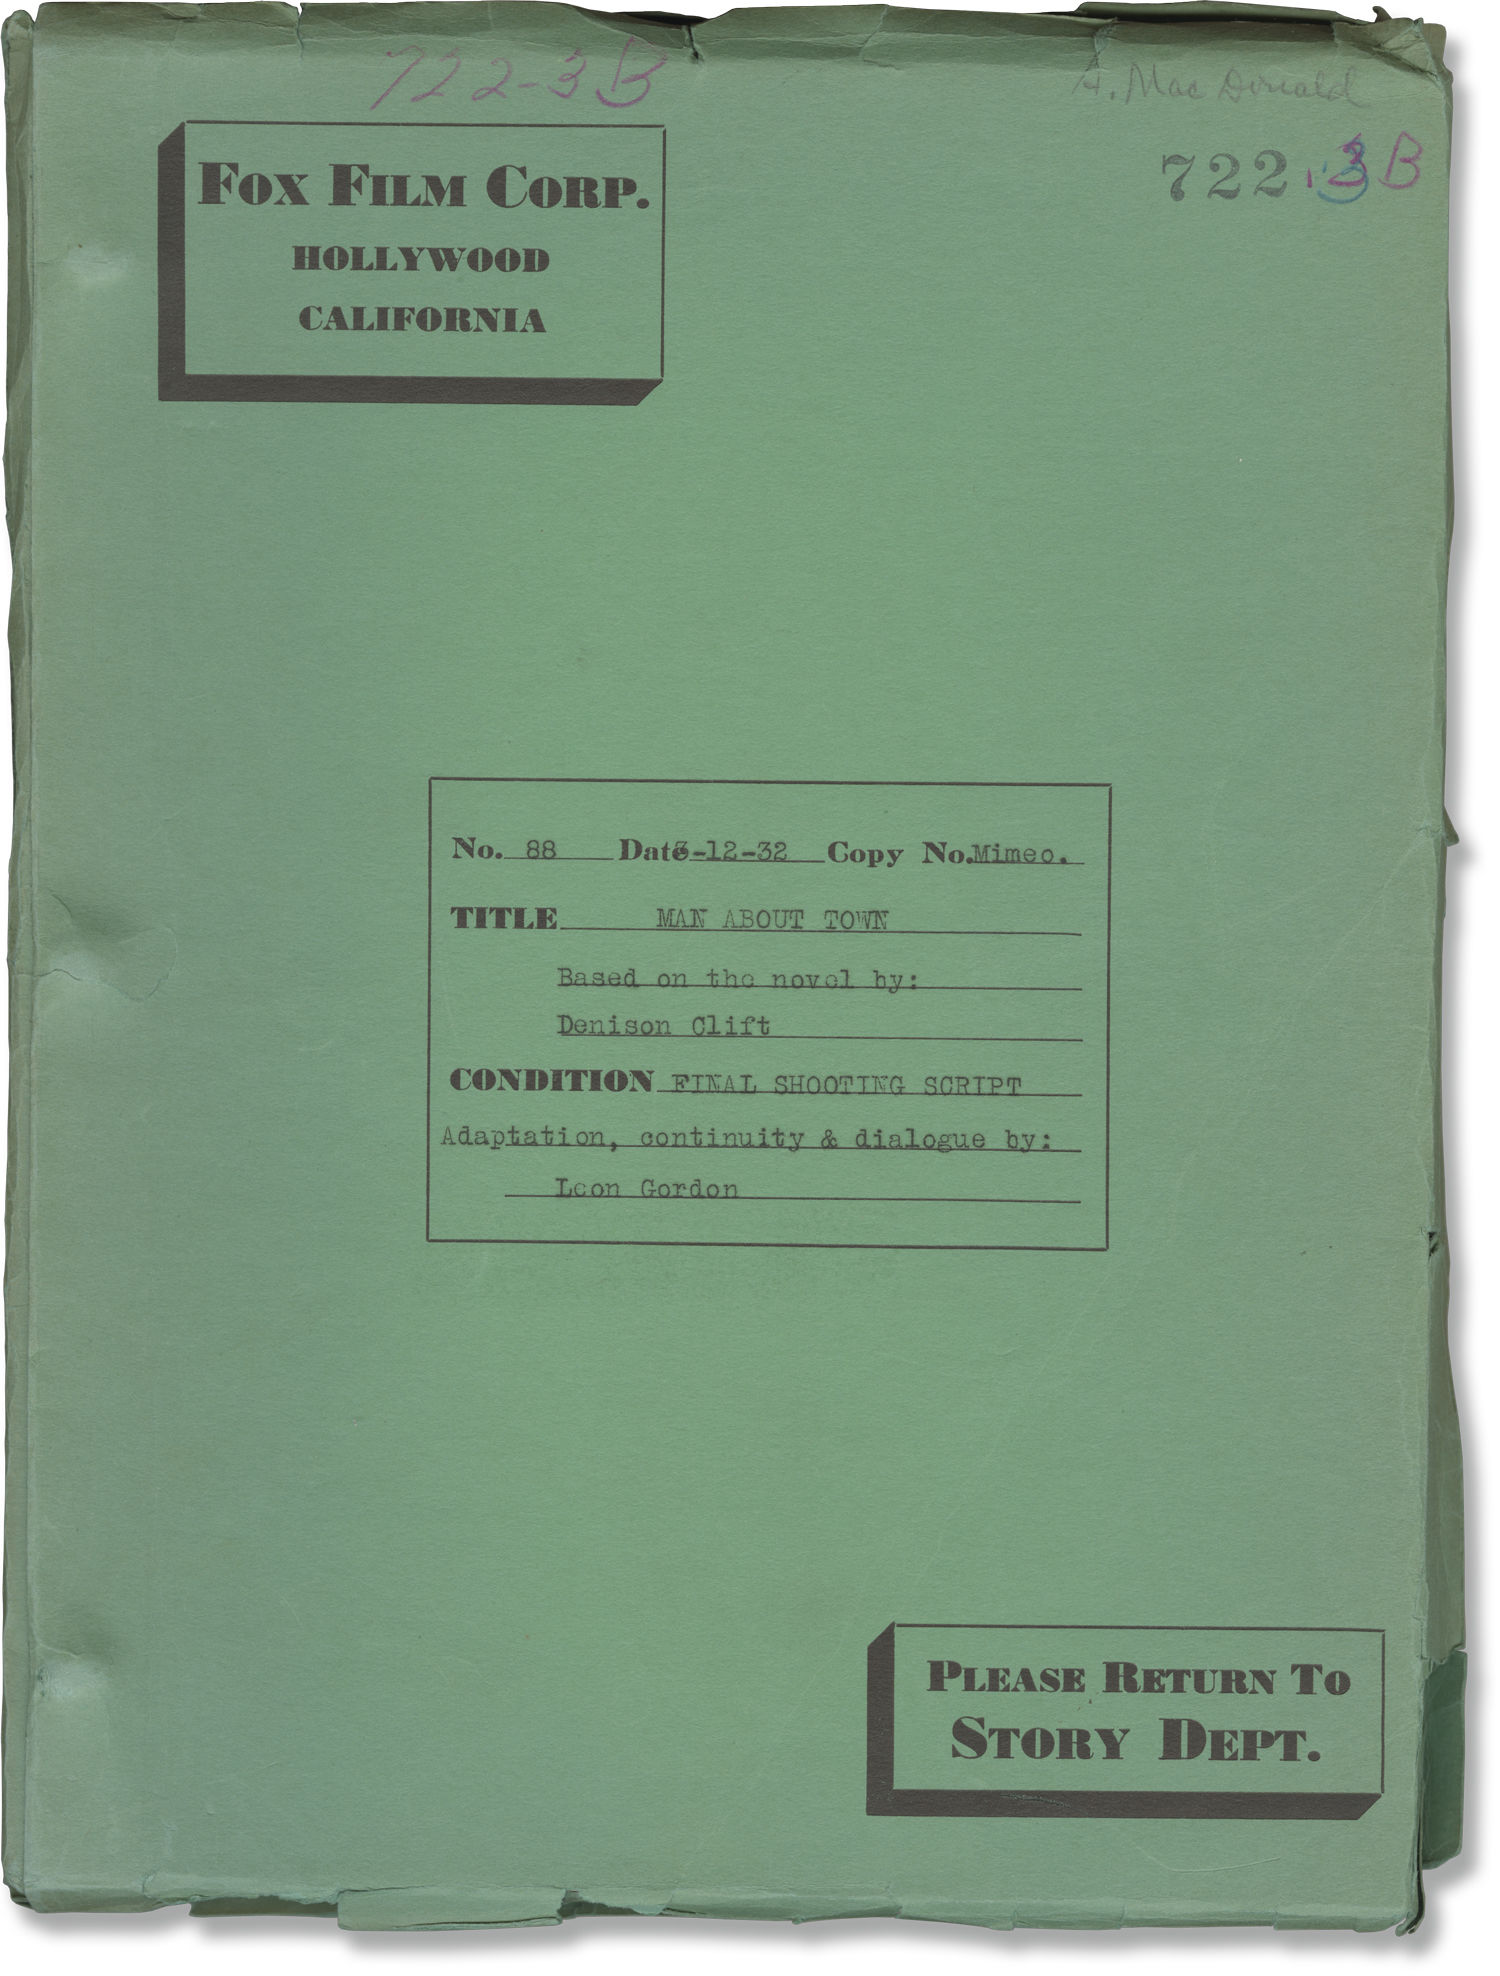 722-3B
A. MacDonald
722.3B
FOX FILM CORP.
HOLLYWOOD
CALIFORNIA
No. 88 Date 3-12-32 Copy No. Mimeo.
TITLE MAN ABOUT TOWN
Based on the novel by:
Denison Clift
CONDITION FINAL SHOOTING SCRIPT
Adaptation, continuity & dialogue by:
Leon Gordon
PLEASE RETURN TO
STORY DEPT.